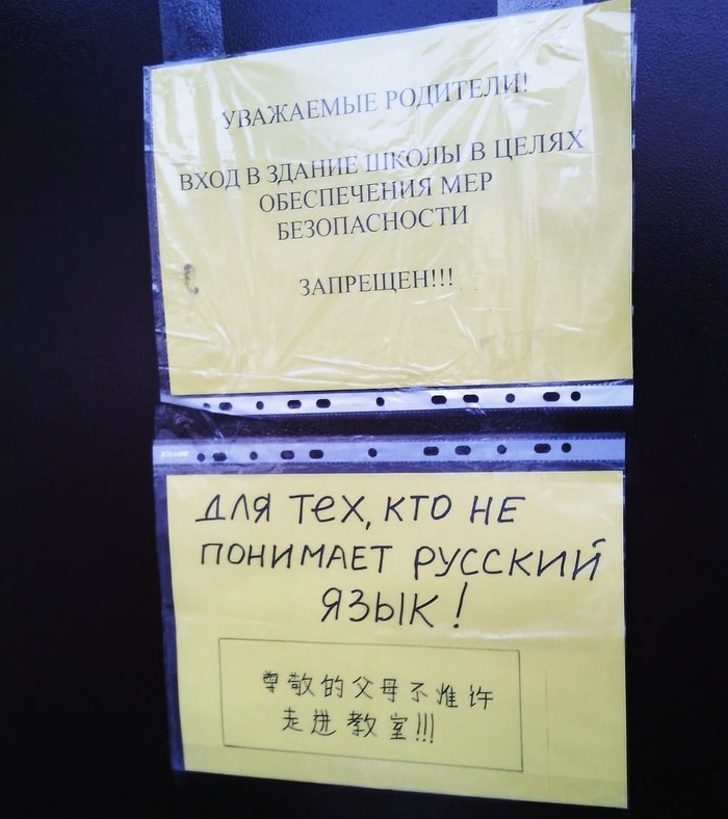 УВАЖАЕМЫЕ РОДИТЕЛИ!
ВХОД В ЗДАНИЕ ШКОЛЫ В ЦЕЛЯХ
ОБЕСПЕЧЕНИЯ МЕР
БЕЗОПАСНОСТИ
ЗАПРЕЩЕН!!!
ДЛЯ ТЕХ, КТО НЕ
ПОНИМАЕТ РУССКИЙ
ЯЗЫК!
尊敬的父母不准许
走进教室!!!